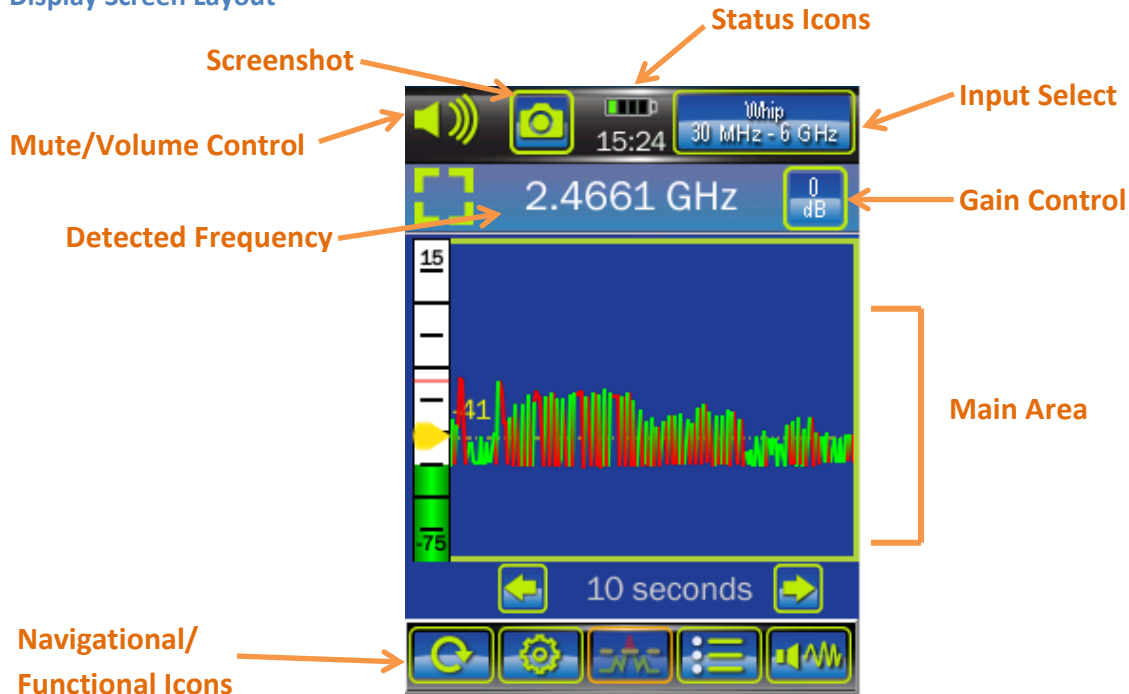 Display Screen Layout
Status Icons
Screenshot
Input Select
Mute/Volume Control
Whip
30 MHz - 6 GHz
15:24
2.4661 GHz
0
dB
Gain Control
Detected Frequency
15
-41
Main Area
-75
10 seconds
Navigational/
Functional Icons